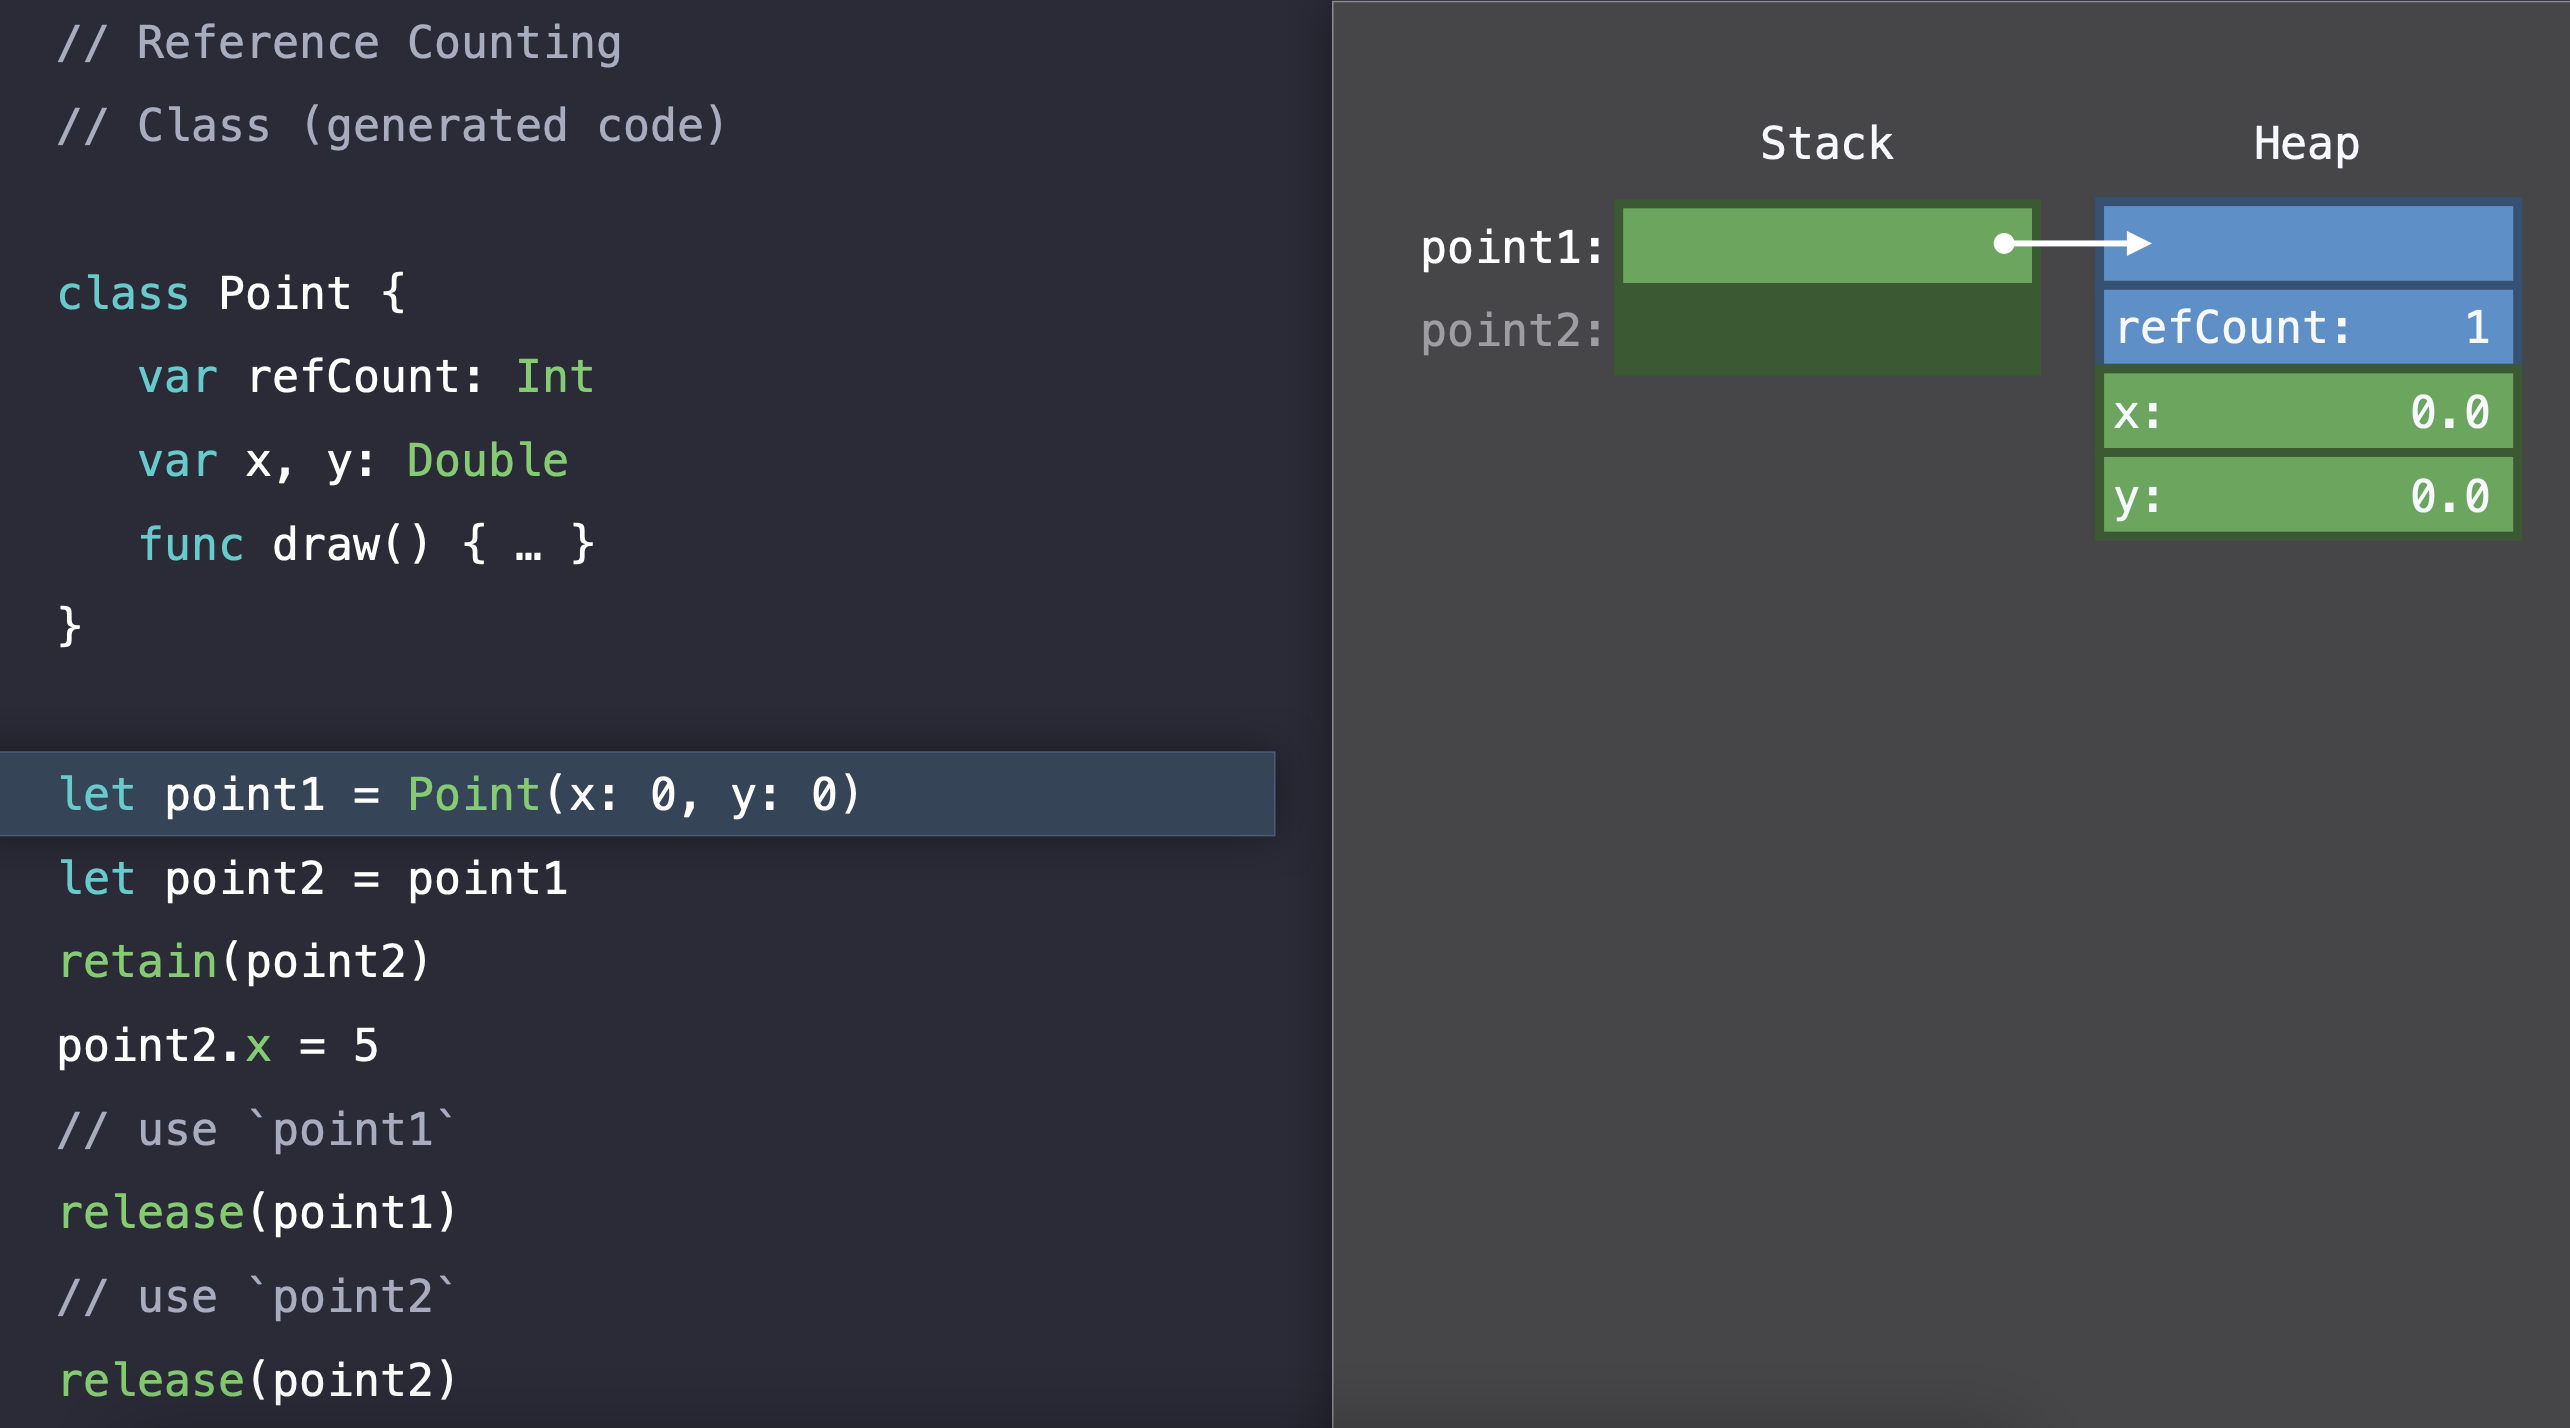 // Reference Counting
// Class (generated code)
class Point {
var refCount: Int
var x, y: Double
func draw() { … }
}
let point1 = Point(x: 0, y: 0)
let point2 = point1
retain(point2)
point2.x = 5
// use `point1`
release(point1)
// use `point2`
release(point2)
Stack
Heap
point1:
point2:
refCount: 1
x: 0.0
y: 0.0